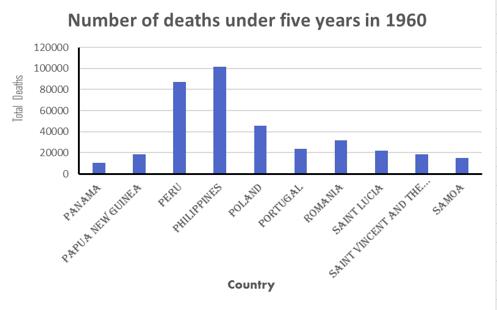 Number of deaths under five years in 1960
Total Deaths
120000
100000
80000
60000
40000
20000
0
PANAMA
PAPUA NEW GUINEA
PERU
PHILIPPINES
POLAND
PORTUGAL
ROMANIA
SAINT LUCIA
SAINT VINCENT AND THE...
SAMOA
Country